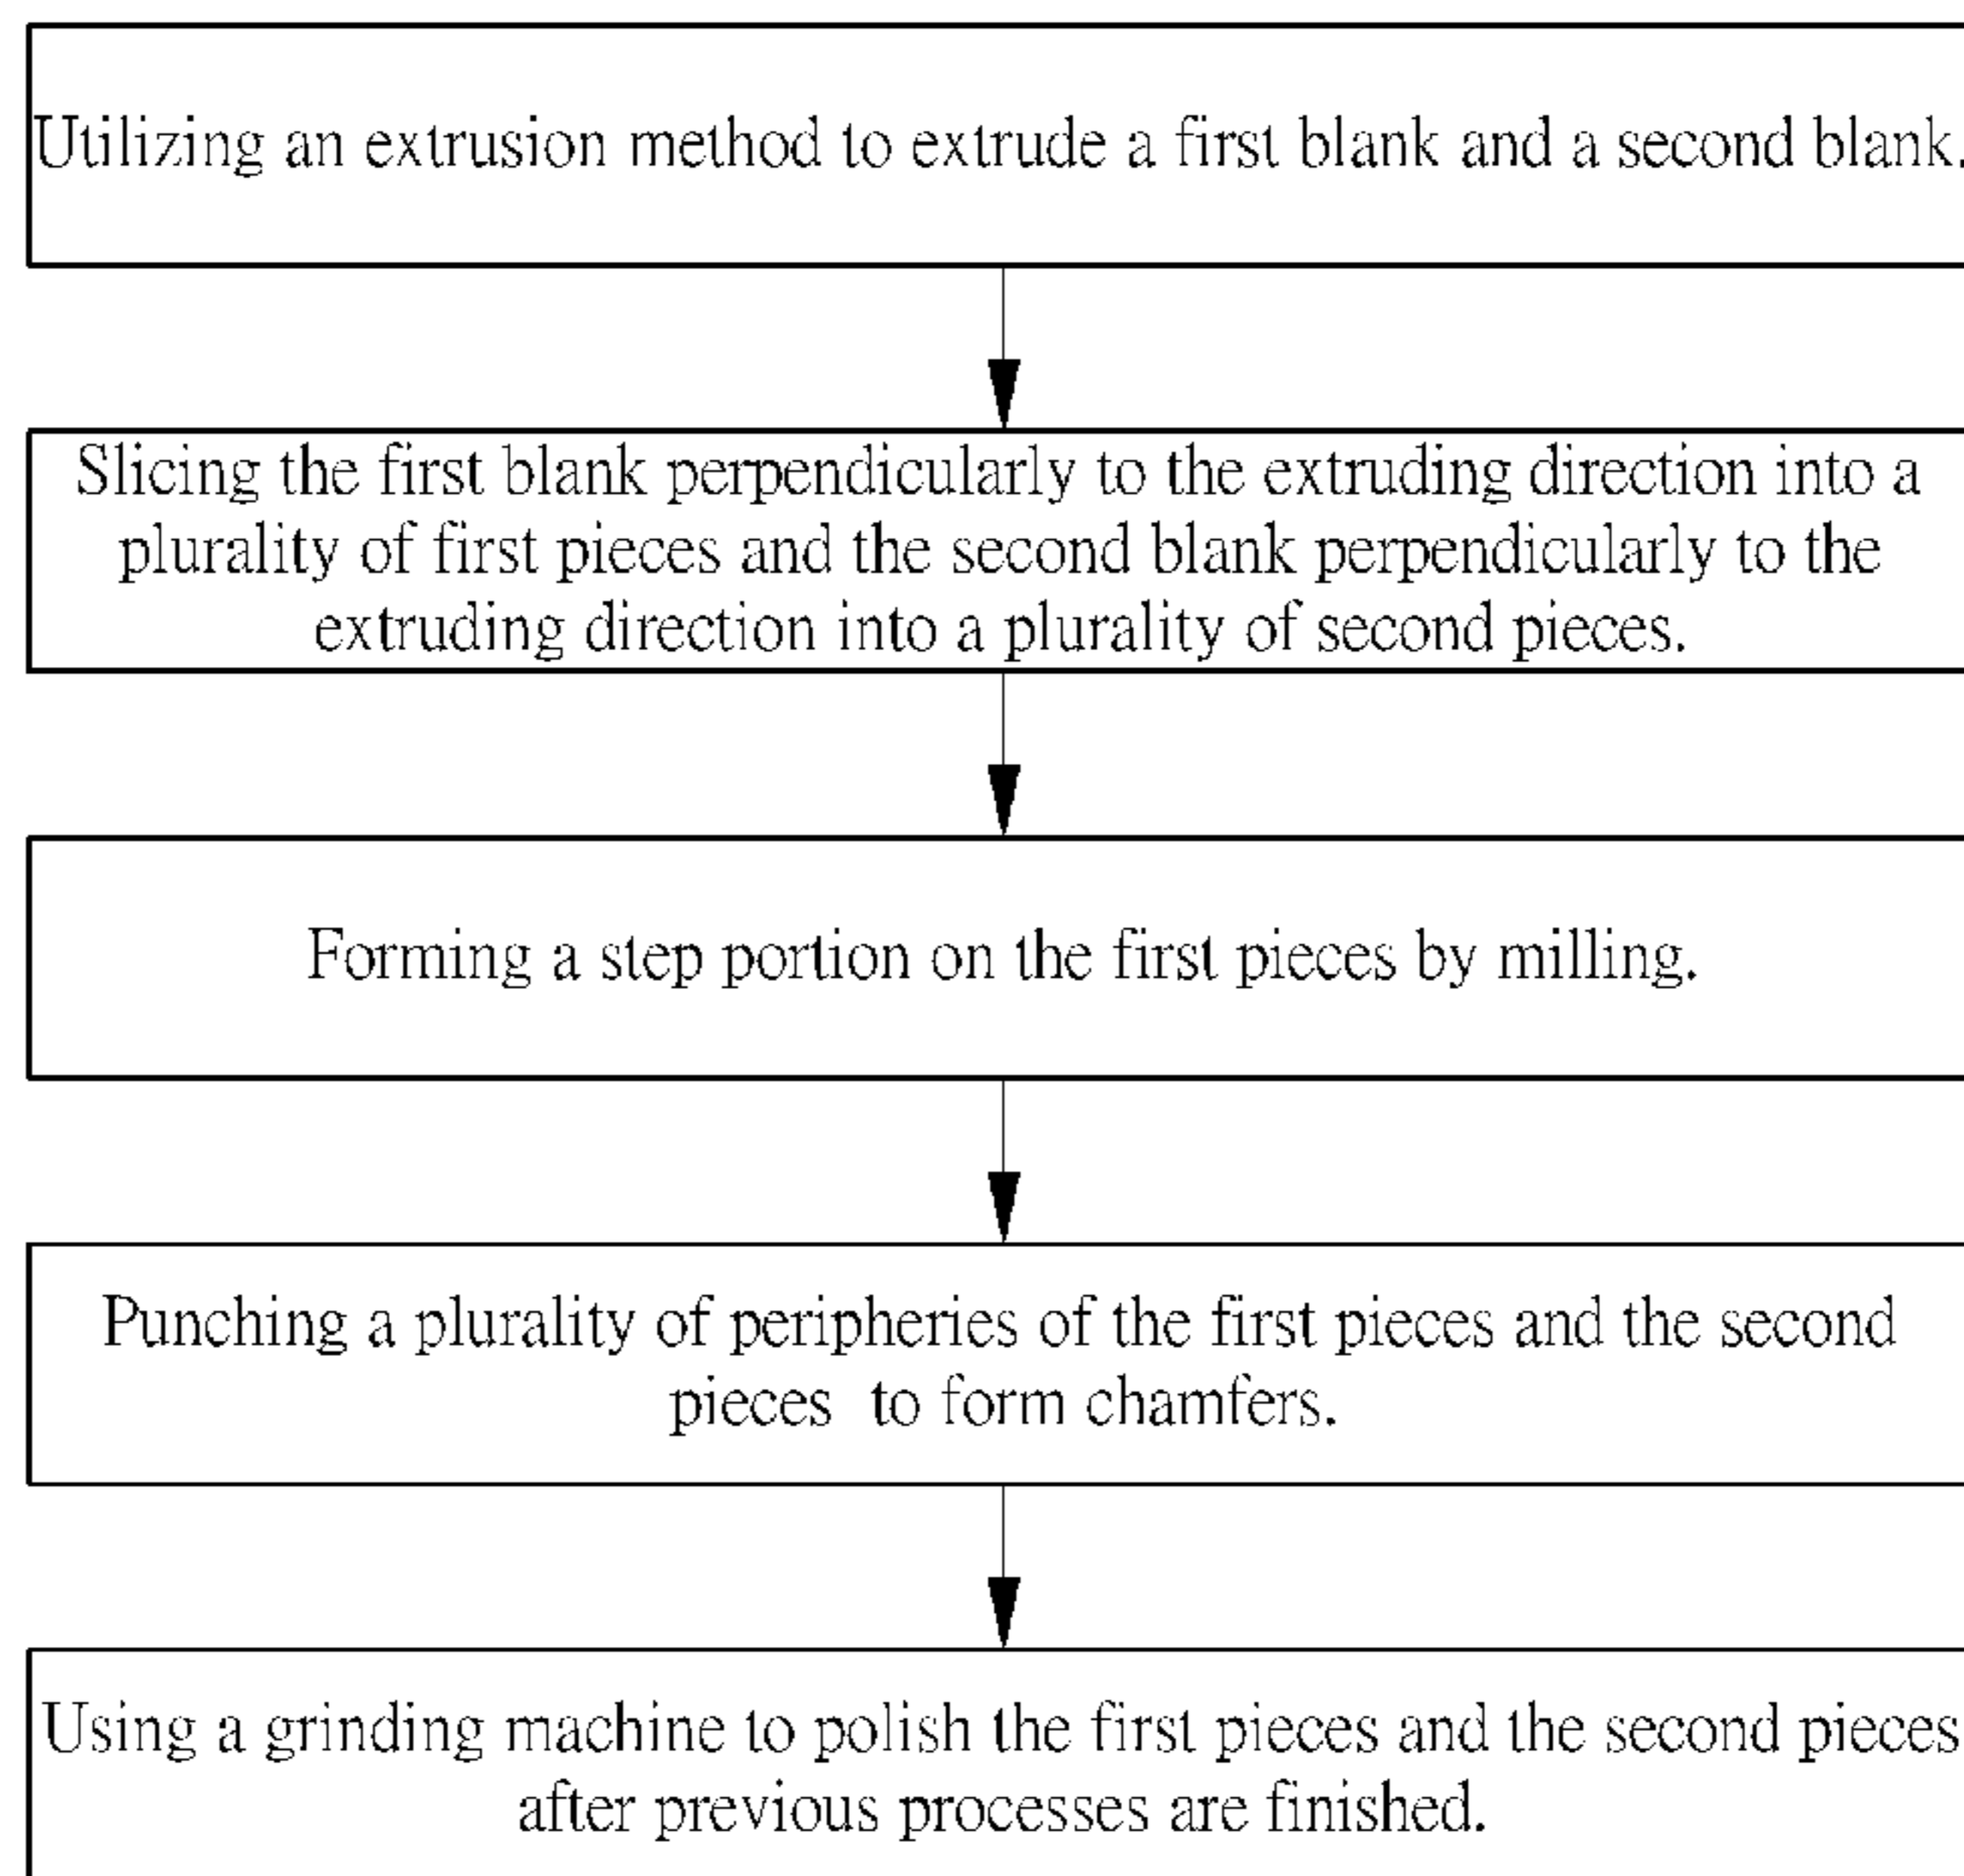 Utilizing an extrusion method to extrude a first blank and a second blank.
Slicing the first blank perpendicularly to the extruding direction into a
plurality of first pieces and the second blank perpendicularly to the
extruding direction into a plurality of second pieces.
Forming a step portion on the first pieces by milling.
Punching a plurality of peripheries of the first pieces and the second
pieces to form chamfers.
Using a grinding machine to polish the first pieces and the second pieces
after previous processes are finished.